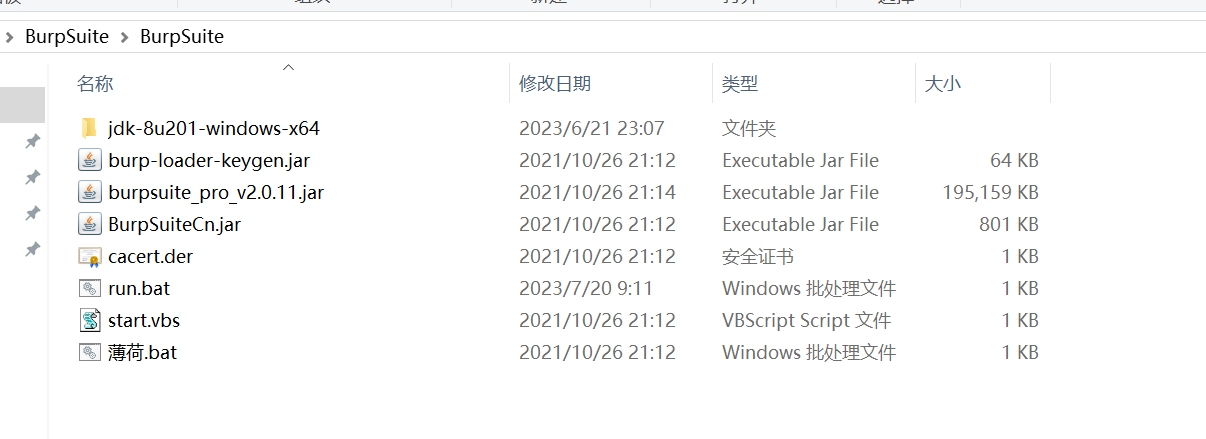 BurpSuite > BurpSuite
名称 修改日期 类型 大小
jdk-8u201-windows-x64 2023/6/21 23:07 文件夹
burp-loader-keygen.jar 2021/10/26 21:12 Executable Jar File 64 KB
burpsuite_pro_v2.0.11.jar 2021/10/26 21:14 Executable Jar File 195,159 KB
BurpSuiteCn.jar 2021/10/26 21:12 Executable Jar File 801 KB
cacert.der 2021/10/26 21:12 安全证书 1 KB
run.bat 2023/7/20 9:11 Windows 批处理文件 1 KB
start.vbs 2021/10/26 21:12 VBScript Script 文件 1 KB
薄荷.bat 2021/10/26 21:12 Windows 批处理文件 1 KB